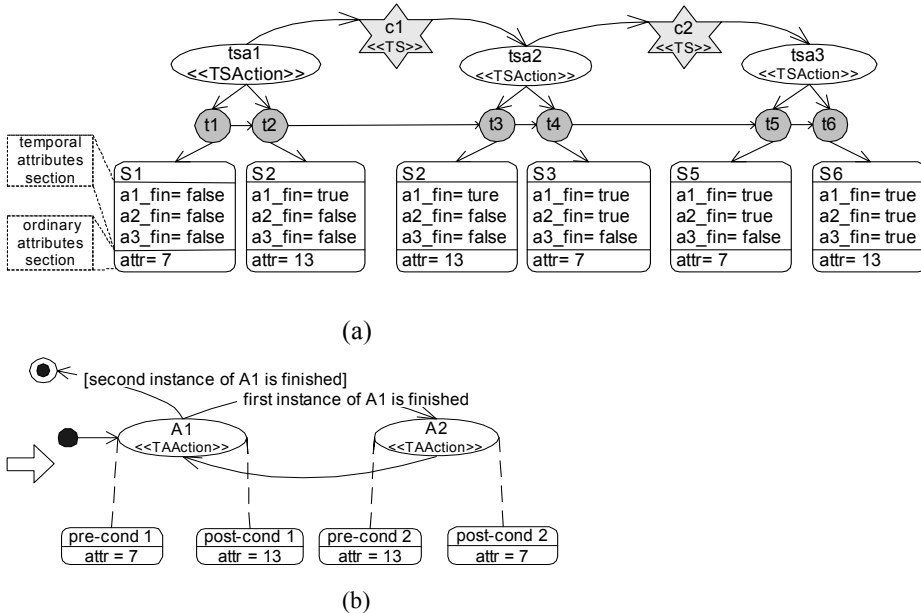 c1
<<TS>>
c2
<<TS>>
tsa1
<<TSAction>>
tsa2
<<TSAction>>
tsa3
<<TSAction>>
t1
t2
t3
t4
t5
t6
temporal
attributes
section
ordinary
attributes
section
S1
a1_fin= false
a2_fin= false
a3_fin= false
attr= 7
S2
a1_fin= true
a2_fin= false
a3_fin= false
attr= 13
S2
a1_fin= ture
a2_fin= false
a3_fin= false
attr= 13
S3
a1_fin= true
a2_fin= true
a3_fin= false
attr= 7
S5
a1_fin= true
a2_fin= true
a3_fin= false
attr= 7
S6
a1_fin= true
a2_fin= true
a3_fin= true
attr= 13
(a)
[second instance of A1 is finished]
first instance of A1 is finished
A1
<<TAAction>>
A2
<<TAAction>>
pre-cond 1
attr = 7
post-cond 1
attr = 13
pre-cond 2
attr = 13
post-cond 2
attr = 7
(b)